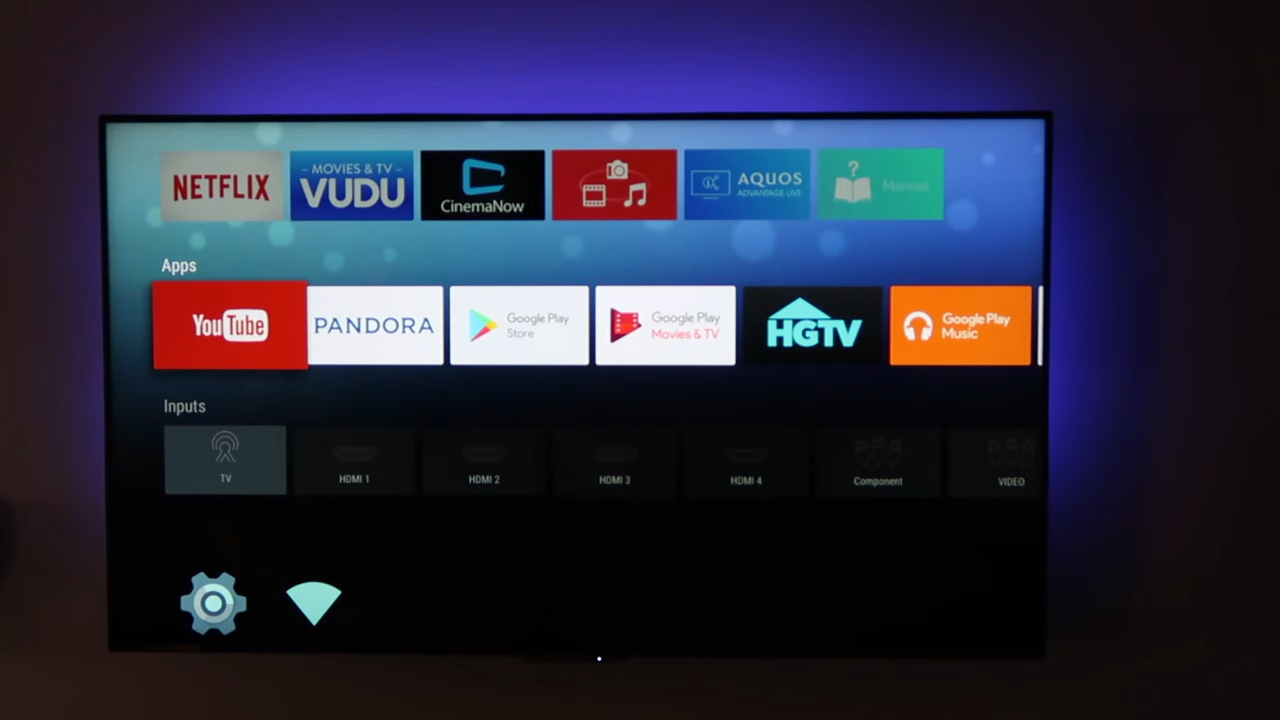 NETFLIX
- MOVIES & TV -
VUDU
CinemaNow
AQUOS
ADVANTAGE LIVE
?
Manual
Apps
YouTube
PANDORA
Google Play
Store
Google Play
Movies & TV
HGTV
Google Play
Music
Inputs
TV
HDMI 1
HDMI 2
HDMI 3
HDMI 4
Component
VIDEO